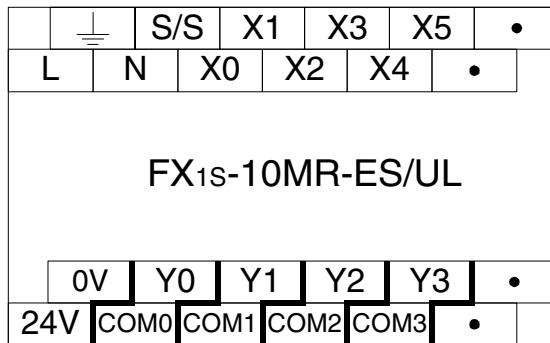 S/S X1 X3 X5 •
L N X0 X2 X4 •
FX1S-10MR-ES/UL
0V Y0 Y1 Y2 Y3 •
24V COM0 COM1 COM2 COM3 •